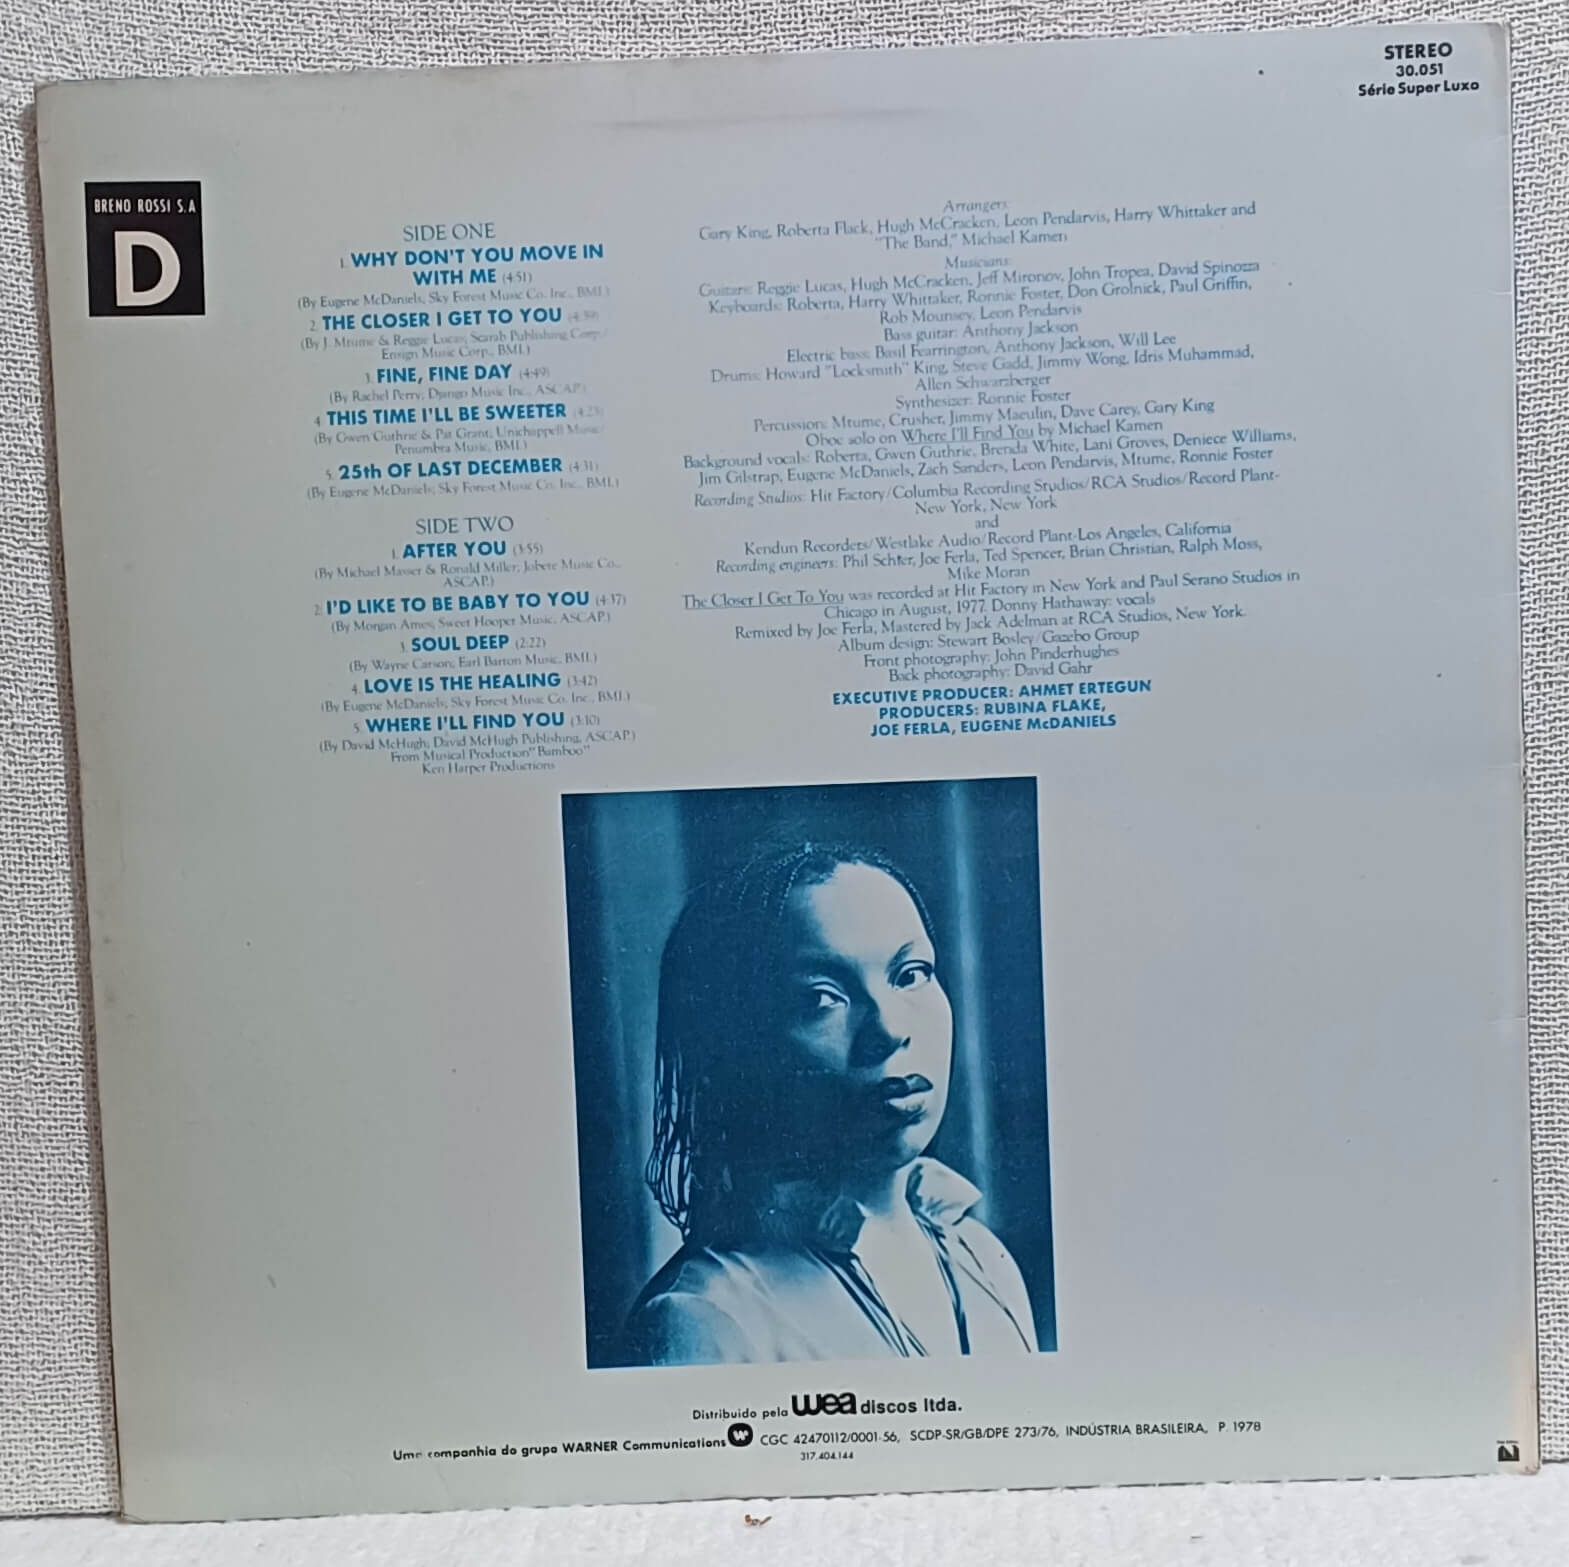 STEREO
30.051
Série Super Luxo
BRENO ROSSI S.A
D
SIDE ONE
1. WHY DON'T YOU MOVE IN
WITH ME (4:51)
(By Eugene McDaniels; Sky Forest Music Co. Inc., BMI.)
2. THE CLOSER I GET TO YOU (4:39)
(By J. Mtume & Reggie Lucas; Scarab Publishing Corp./
Ensign Music Corp., BMI.)
3. FINE, FINE DAY (4:49)
(By Rachel Perry; Django Music Inc., ASCAP.)
4. THIS TIME I'LL BE SWEETER (4:23)
(By Gwen Guthrie & Pat Grant; Unichappell Music/
Penumbra Music, BMI.)
5. 25th OF LAST DECEMBER (4:31)
(By Eugene McDaniels; Sky Forest Music Co. Inc., BMI.)
SIDE TWO
1. AFTER YOU (3:55)
(By Michael Masser & Ronald Miller; Jobete Music Co.,
ASCAP.)
2. I'D LIKE TO BE BABY TO YOU (4:37)
(By Morgan Ames; Sweet Hooper Music, ASCAP.)
3. SOUL DEEP (2:22)
(By Wayne Carson; Earl Barton Music, BMI.)
4. LOVE IS THE HEALING (3:42)
(By Eugene McDaniels; Sky Forest Music Co. Inc., BMI.)
5. WHERE I'LL FIND YOU (3:10)
(By David McHugh; David McHugh Publishing, ASCAP.)
From Musical Production "Bamboo"
Ken Harper Productions
Arrangers:
Gary King, Roberta Flack, Hugh McCracken, Leon Pendarvis, Harry Whittaker and
"The Band," Michael Kamen
Musicians:
Guitars: Reggie Lucas, Hugh McCracken, Jeff Mironov, John Tropea, David Spinozza
Keyboards: Roberta, Harry Whittaker, Ronnie Foster, Don Grolnick, Paul Griffin,
Rob Mounsey, Leon Pendarvis
Bass guitar: Anthony Jackson
Electric bass: Basil Fearrington, Anthony Jackson, Will Lee
Drums: Howard "Locksmith" King, Steve Gadd, Jimmy Wong, Idris Muhammad,
Allen Schwarzberger
Synthesizer: Ronnie Foster
Percussion: Mtume, Crusher, Jimmy Maeulin, Dave Carey, Gary King
Oboe solo on Where I'll Find You by Michael Kamen
Background vocals: Roberta, Gwen Guthrie, Brenda White, Lani Groves, Deniece Williams,
Jim Gilstrap, Eugene McDaniels, Zach Sanders, Leon Pendarvis, Mtume, Ronnie Foster
Recording Studios: Hit Factory/Columbia Recording Studios/RCA Studios/Record Plant-
New York, New York
and
Kendun Recorders/Westlake Audio/Record Plant-Los Angeles, California
Recording engineers: Phil Schier, Joe Ferla, Ted Spencer, Brian Christian, Ralph Moss,
Mike Moran
The Closer I Get To You was recorded at Hit Factory in New York and Paul Serano Studios in
Chicago in August, 1977. Donny Hathaway: vocals
Remixed by Joe Ferla, Mastered by Jack Adelman at RCA Studios, New York.
Album design: Stewart Bosley/Gazebo Group
Front photography: John Pinderhughes
Back photography: David Gahr
EXECUTIVE PRODUCER: AHMET ERTEGUN
PRODUCERS: RUBINA FLAKE,
JOE FERLA, EUGENE McDANIELS
Distribuido pela wea discos ltda.
Uma companhia do grupo WARNER Communications CGC 42470112/0001-56, SCDP-SR/GB/DPE 273/76, INDÚSTRIA BRASILEIRA, P. 1978
317.404.144